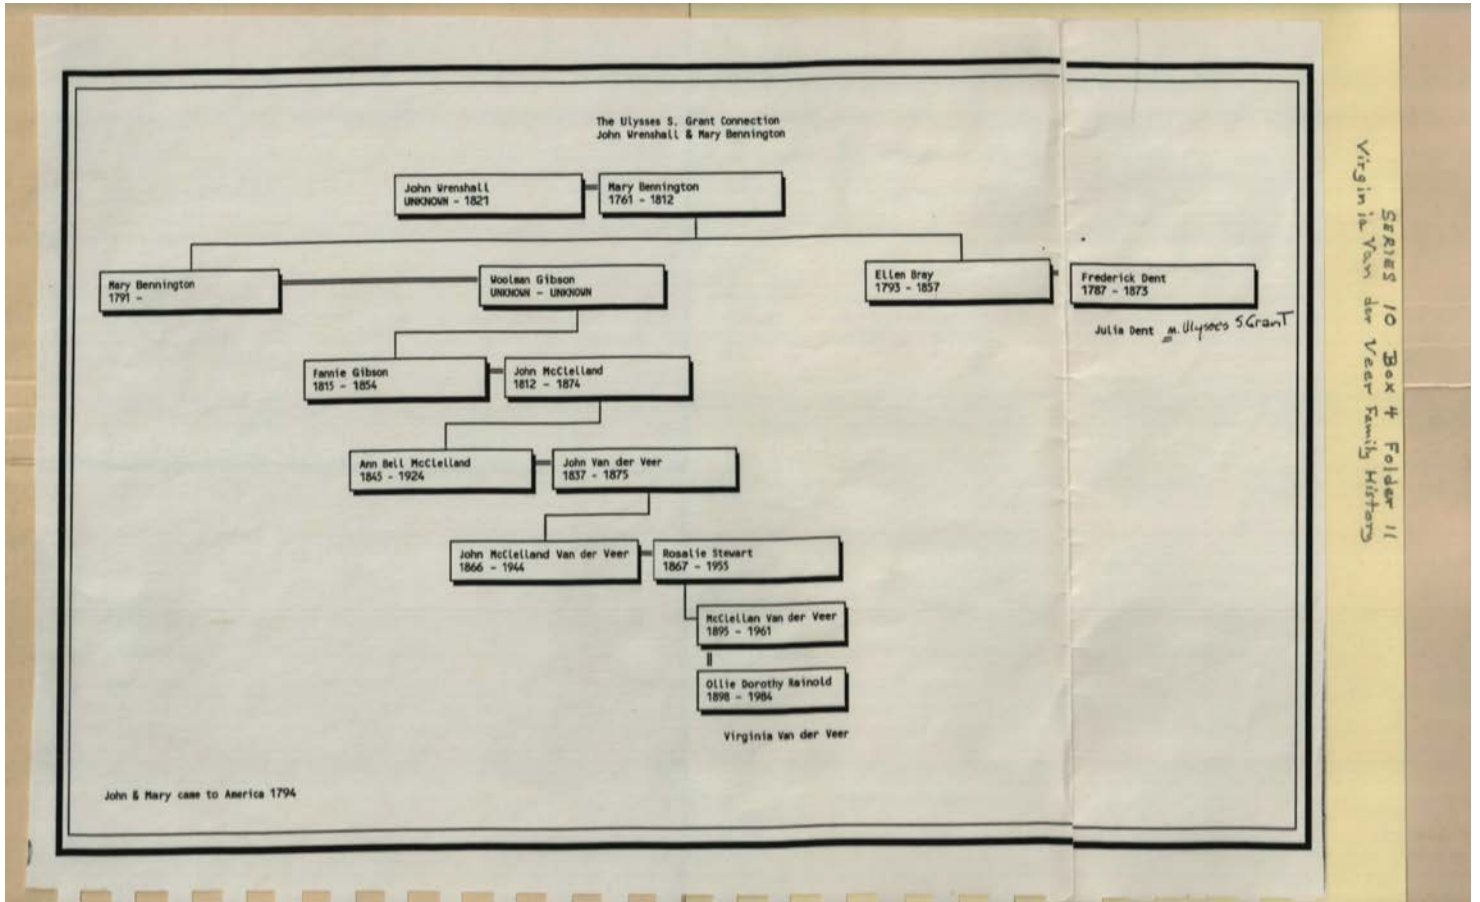 The Ulysses S. Grant Connection
John Wrenshall & Mary Bennington
John Wrenshall
UNKNOWN - 1821
Mary Bennington
1761 - 1812
Mary Bennington
1791 -
Woolman Gibson
UNKNOWN - UNKNOWN
Ellen Bray
1793 - 1857
Frederick Dent
1787 - 1873
Julia Dent m. Ulysses S. Grant
Fannie Gibson
1815 - 1854
John McClelland
1812 - 1874
Ann Bell McClelland
1845 - 1924
John Van der Veer
1837 - 1875
John McClelland Van der Veer
1866 - 1944
Rosalie Stewart
1867 - 1955
McClellan Van der Veer
1895 - 1961
Ollie Dorothy Rainold
1898 - 1984
Virginia Van der Veer
John & Mary came to America 1794
SERIES 10 Box 4 Folder 11
Virginia Van der Veer Family History